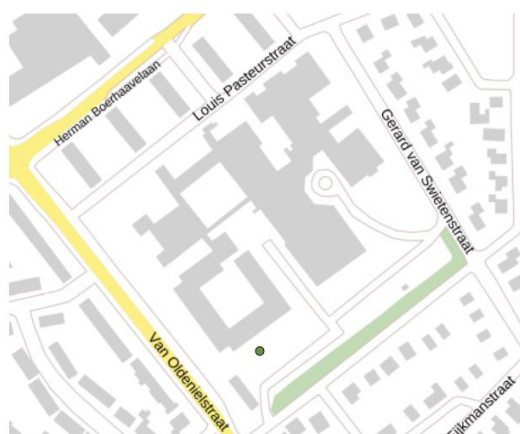 Herman Boerhaavelaan
Louis Pasteurstraat
Gerard van Swietenstraat
Van Oldenielstraat